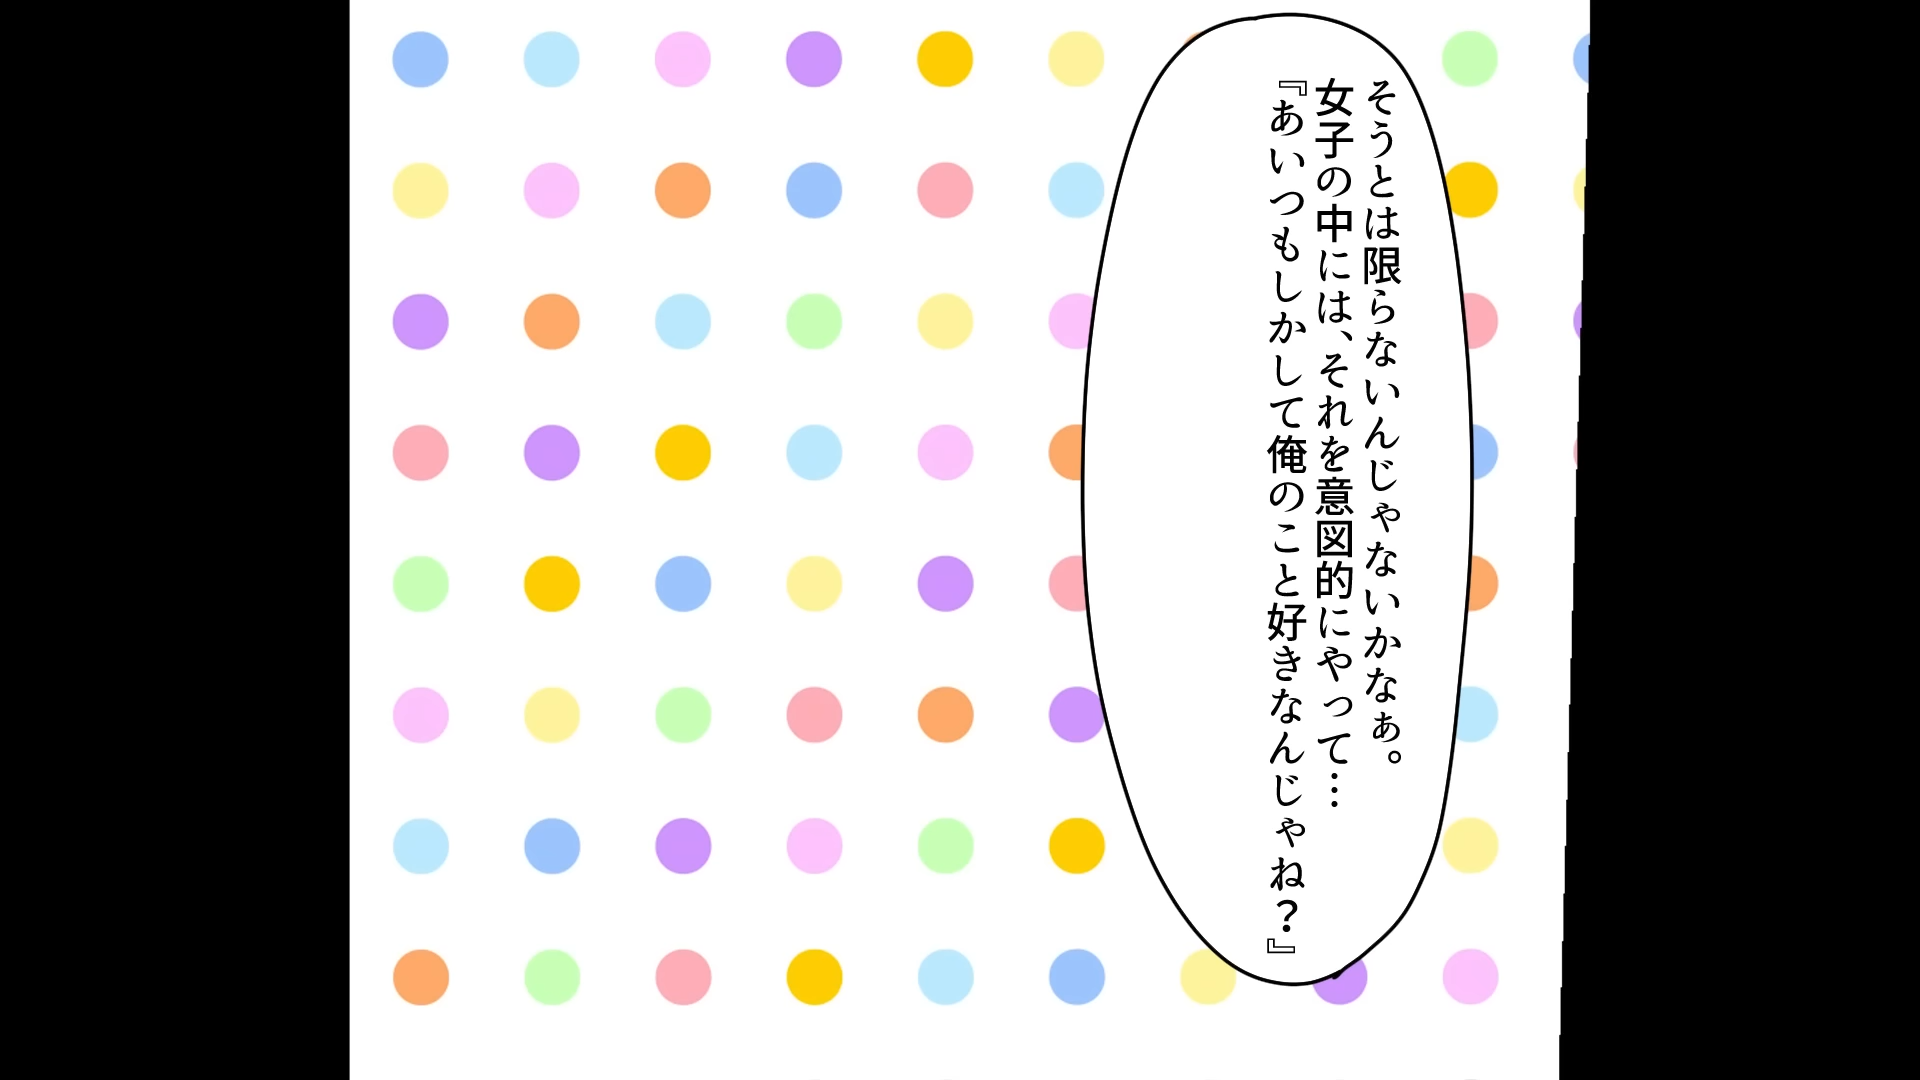 そうとは限らないんじゃないかなぁ。
女子の中には、それを意図的にやって…
『あいつもしかして俺のこと好きなんじゃね？』